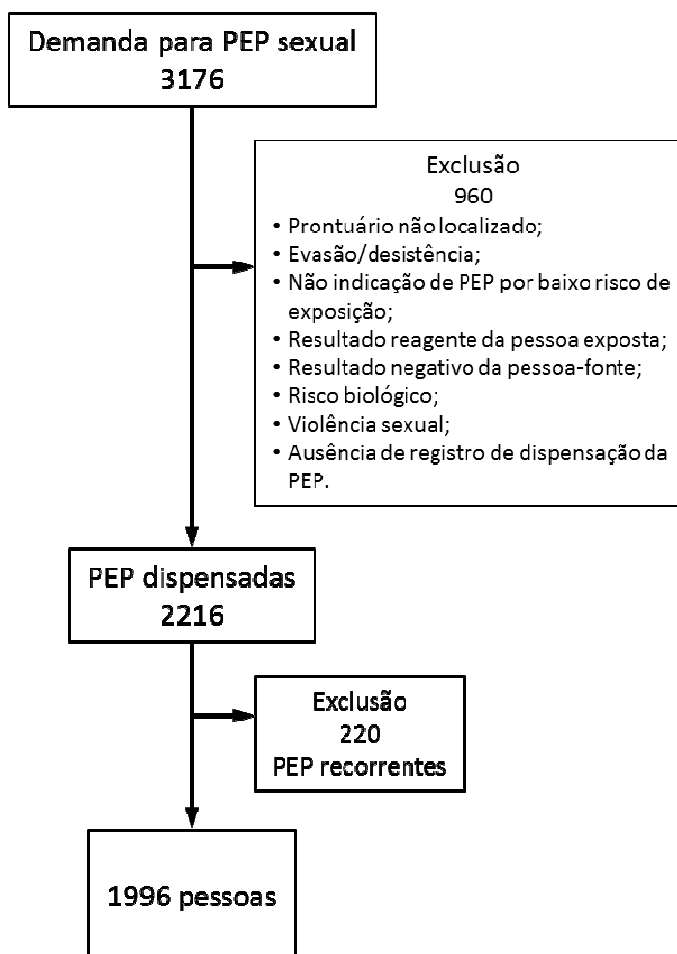 Demanda para PEP sexual
3176
Exclusão
960
• Prontuário não localizado;
• Evasão/desistência;
• Não indicação de PEP por baixo risco de
exposição;
• Resultado reagente da pessoa exposta;
• Resultado negativo da pessoa-fonte;
• Risco biológico;
• Violência sexual;
• Ausência de registro de dispensação da
PEP.
PEP dispensadas
2216
Exclusão
220
PEP recorrentes
1996 pessoas